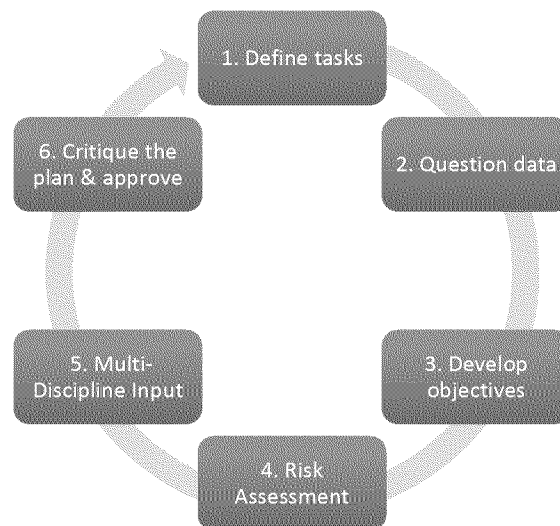 1. Define tasks
2. Question data
3. Develop
objectives
4. Risk
Assessment
5. Multi-
Discipline Input
6. Critique the
plan & approve